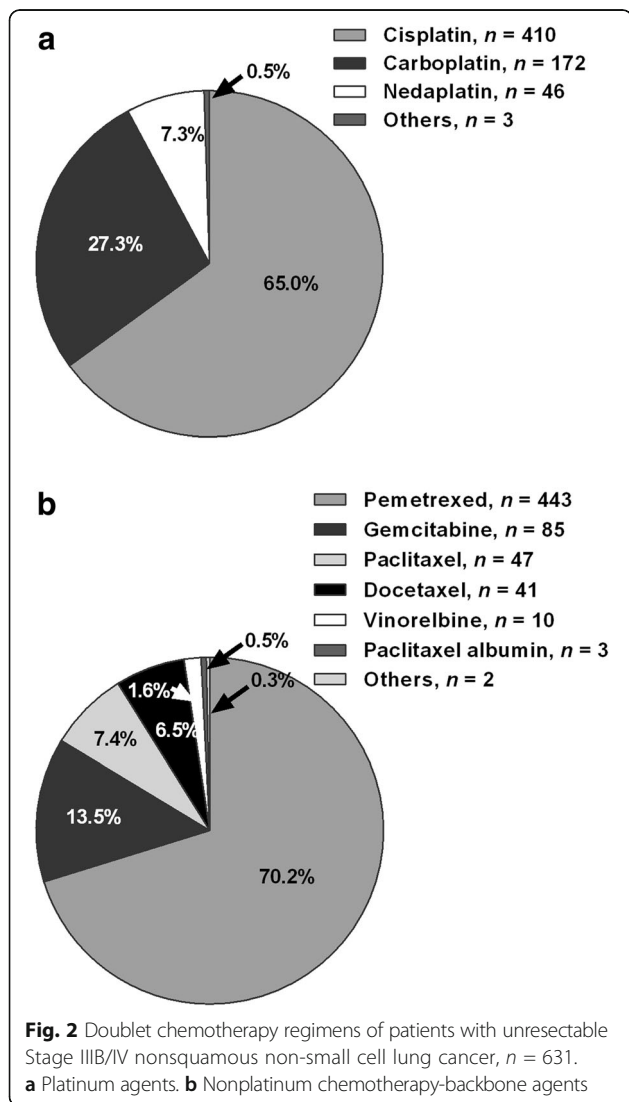 a
Cisplatin, n = 410
Carboplatin, n = 172
Nedaplatin, n = 46
Others, n = 3
0.5%
7.3%
27.3%
65.0%
b
Pemetrexed, n = 443
Gemcitabine, n = 85
Paclitaxel, n = 47
Docetaxel, n = 41
Vinorelbine, n = 10
Paclitaxel albumin, n = 3
Others, n = 2
0.5%
0.3%
1.6%
6.5%
7.4%
13.5%
70.2%
Fig. 2 Doublet chemotherapy regimens of patients with unresectable
Stage IIIB/IV nonsquamous non-small cell lung cancer, n = 631.
a Platinum agents. b Nonplatinum chemotherapy-backbone agents